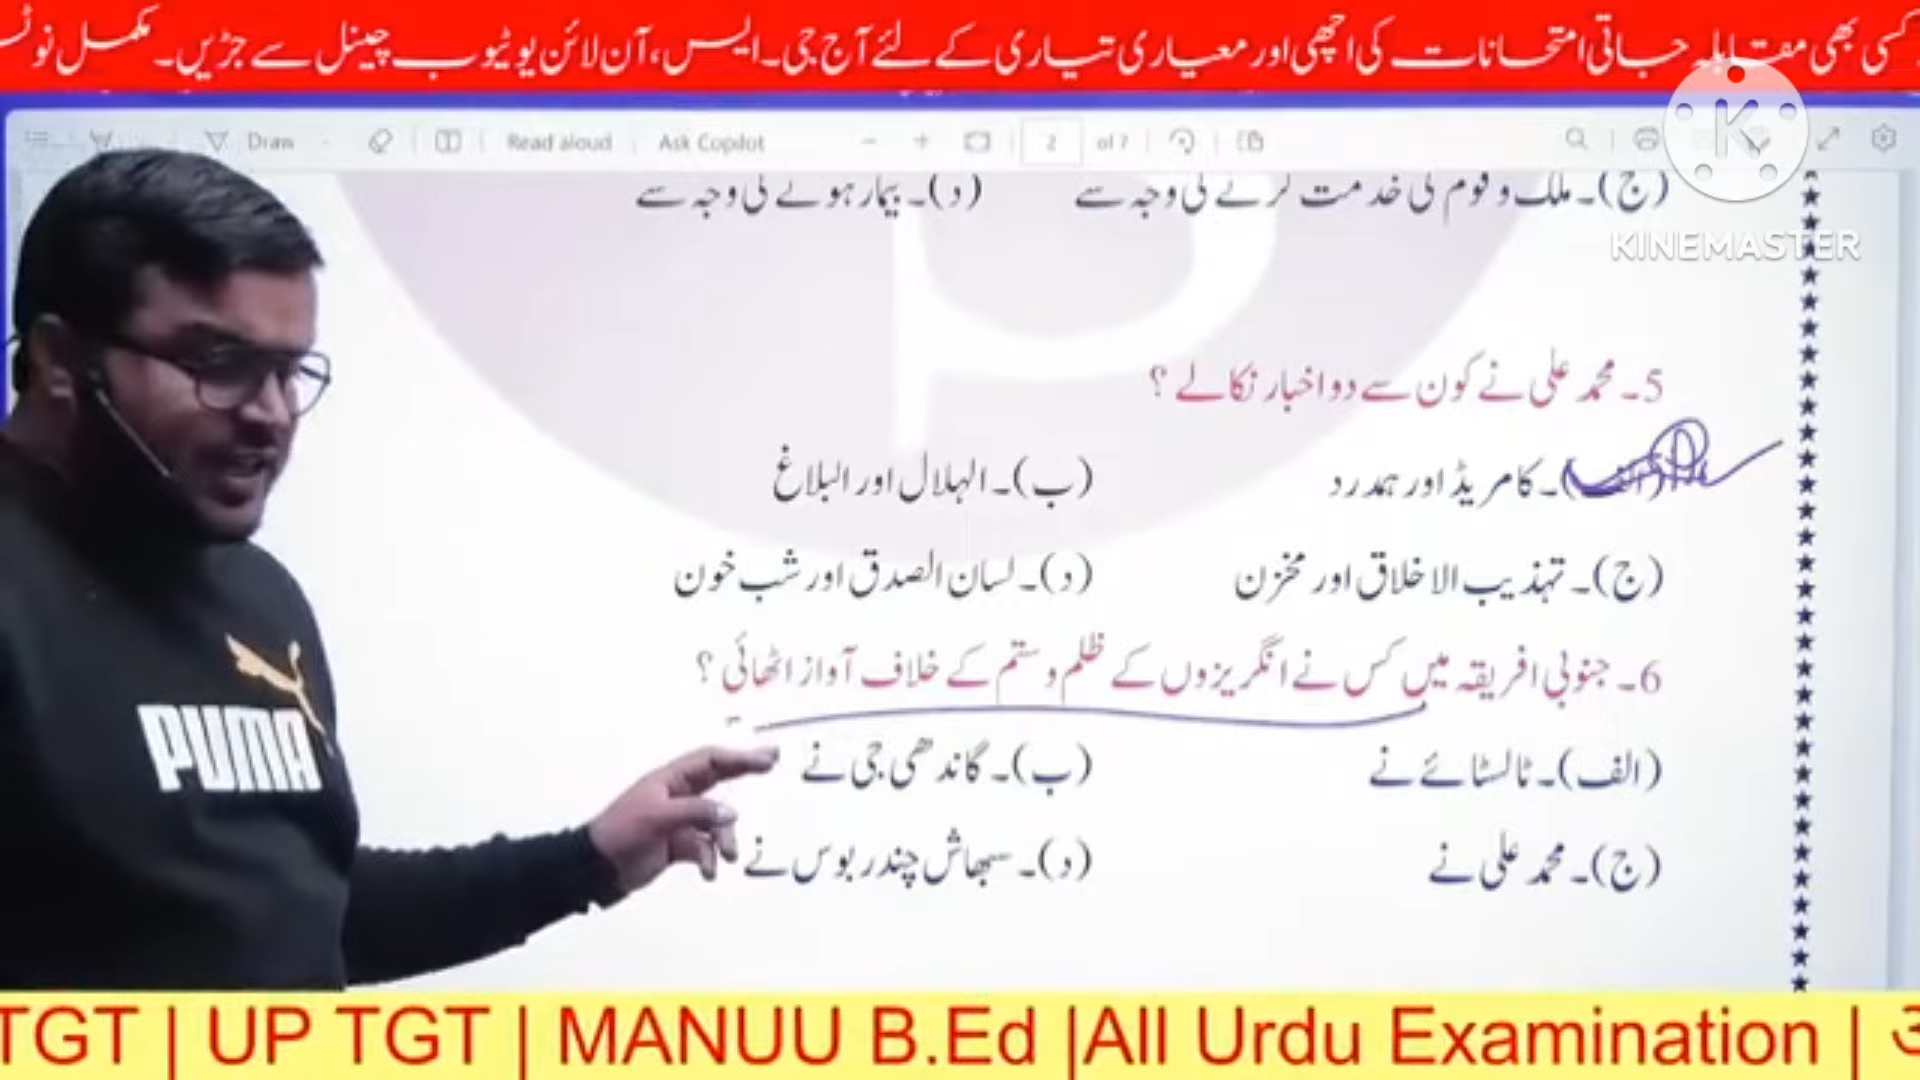 کسی بھی مقابلہ جاتی امتحانات کی اچھی اور معیاری تیاری کے لئے آج جی۔ایس، آن لائن یوٹیوب چینل سے جڑیں۔ مکمل نوٹس
Draw Read aloud Ask Copilot 2 of 7
KINEMASTER
(ج)۔ ملک و قوم کی خدمت کرنے کی وجہ سے (د)۔ بیمار ہونے کی وجہ سے
5۔ محمد علی نے کون سے دو اخبار نکالے ؟
(الف)۔ کامریڈ اور ہمدرد (ب)۔ الہلال اور البلاغ
(ج)۔ تہذیب الاخلاق اور مخزن (د)۔ لسان الصدق اور شب خون
6۔ جنوبی افریقہ میں کس نے انگریزوں کے ظلم و ستم کے خلاف آواز اٹھائی ؟
(الف)۔ ٹالسٹائے نے (ب)۔ گاندھی جی نے
(ج)۔ محمد علی نے (د)۔ سبھاش چندر بوس نے
PUMA
TGT | UP TGT | MANUU B.Ed |All Urdu Examination |